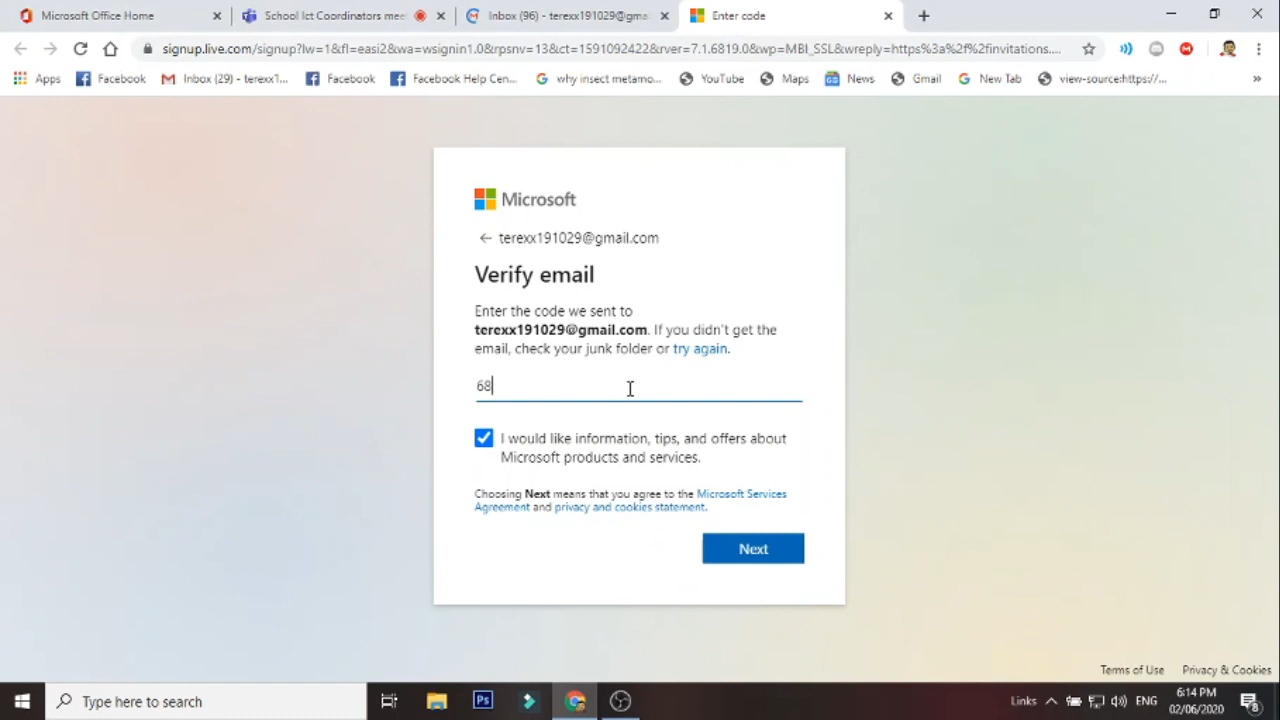 Microsoft Office Home
School Ict Coordinators mee
Inbox (96) - terexx191029@gma
Enter code
signup.live.com/signup?lw=1&fl=easi2&wa=wsignin1.0&rpsnv=13&ct=1591092422&rver=7.1.6819.0&wp=MBI_SSL&wreply=https%3a%2f%2finvitations....
Apps
Facebook
Inbox (29) - terexx1...
Facebook
Facebook Help Cen...
why insect metamo...
YouTube
Maps
News
Gmail
New Tab
view-source:https://...
»
Microsoft
← terexx191029@gmail.com
Verify email
Enter the code we sent to
terexx191029@gmail.com. If you didn't get the
email, check your junk folder or try again.
68
I would like information, tips, and offers about
Microsoft products and services.
Choosing Next means that you agree to the Microsoft Services
Agreement and privacy and cookies statement.
Next
Terms of Use
Privacy & Cookies
Type here to search
Ps
Links
ENG
6:14 PM
02/06/2020
8